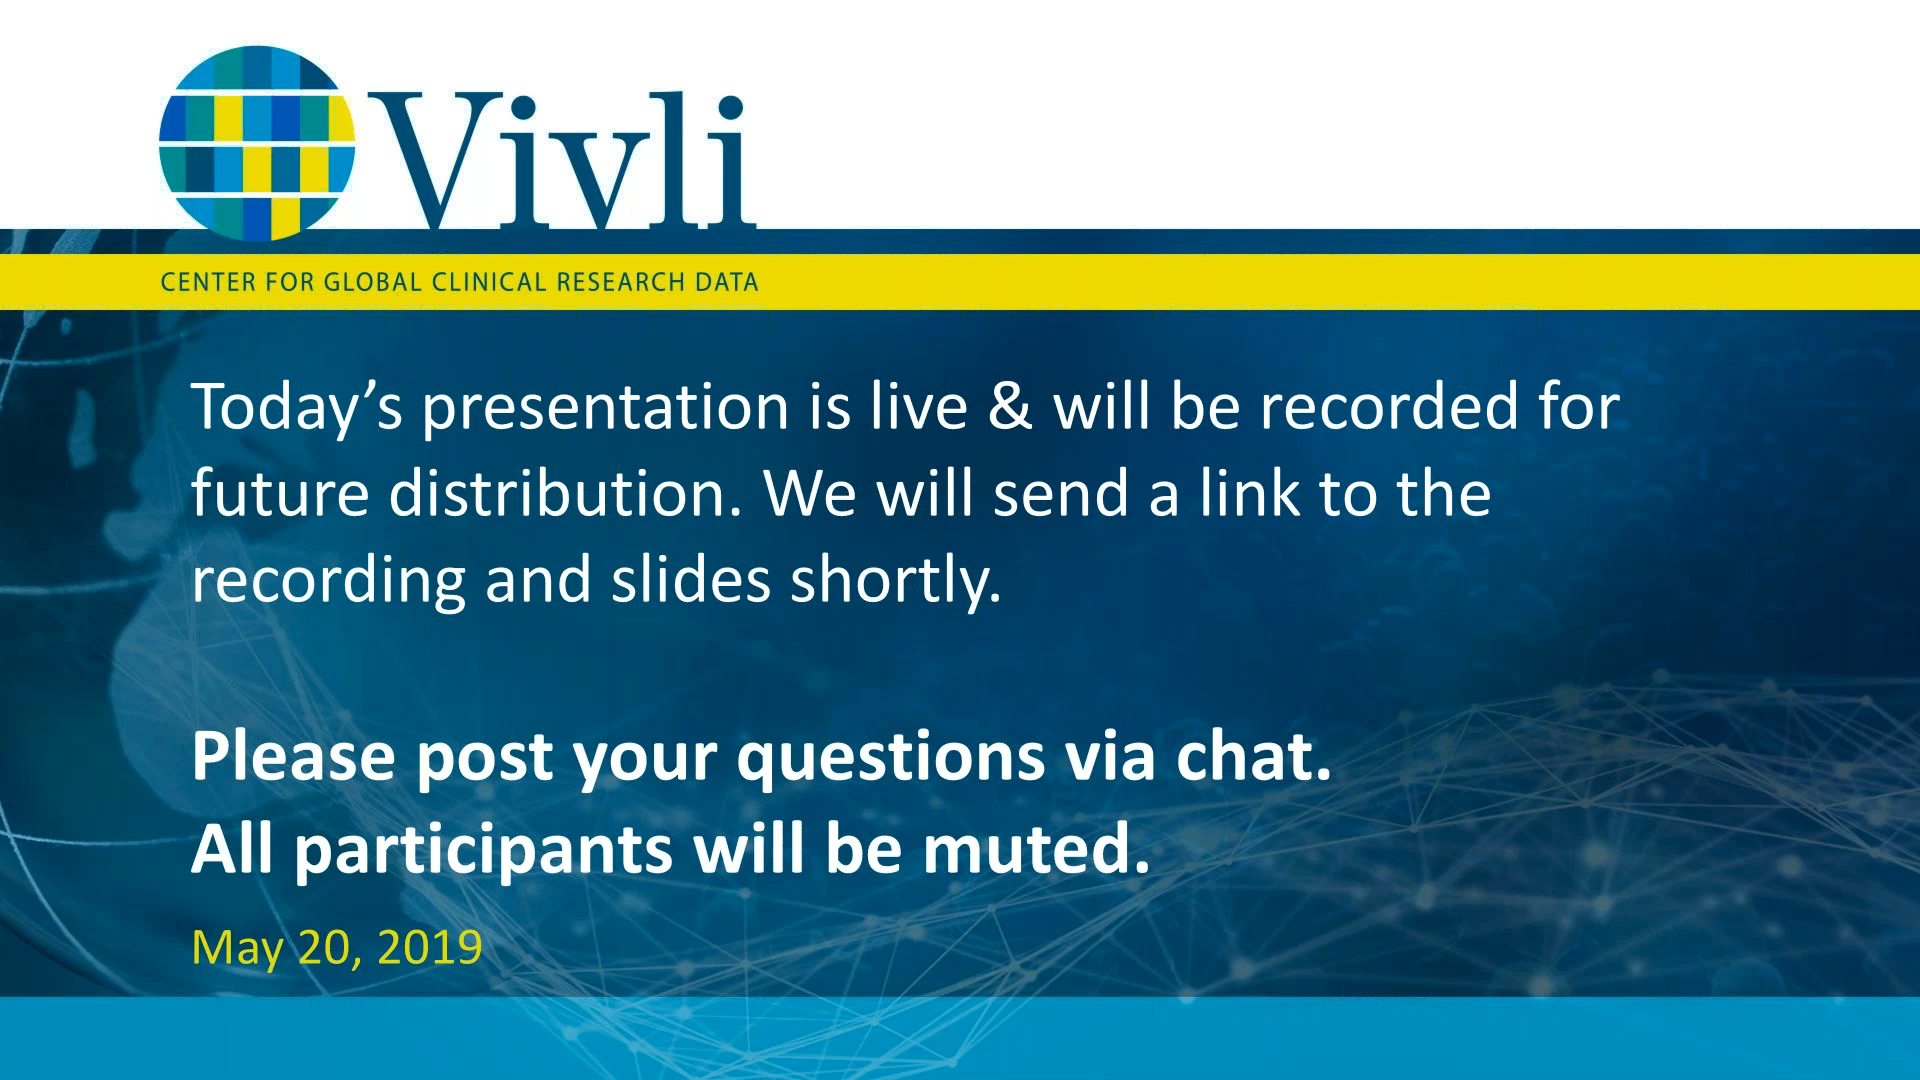 Vivli
CENTER FOR GLOBAL CLINICAL RESEARCH DATA
Today’s presentation is live & will be recorded for
future distribution. We will send a link to the
recording and slides shortly.
Please post your questions via chat.
All participants will be muted.
May 20, 2019